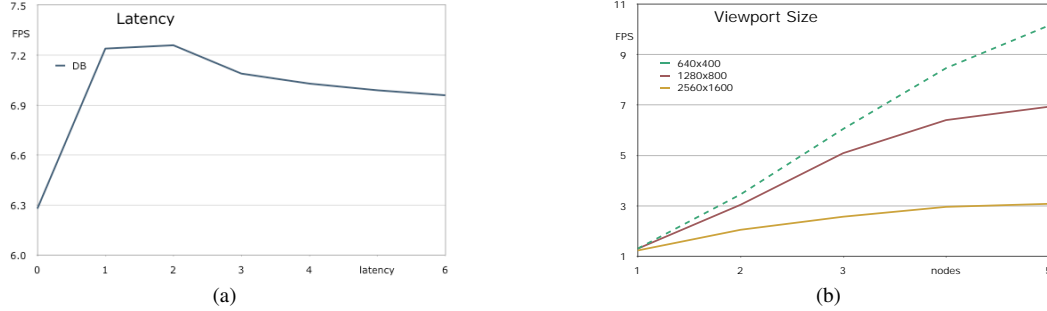 7.5
Latency
FPS
7.2
DB
6.9
6.6
6.3
6.0
0 1 2 3 4 latency 6
(a)
11
Viewport Size
FPS
9
640x400
1280x800
2560x1600
7
5
3
1
1 2 3 nodes 5
(b)